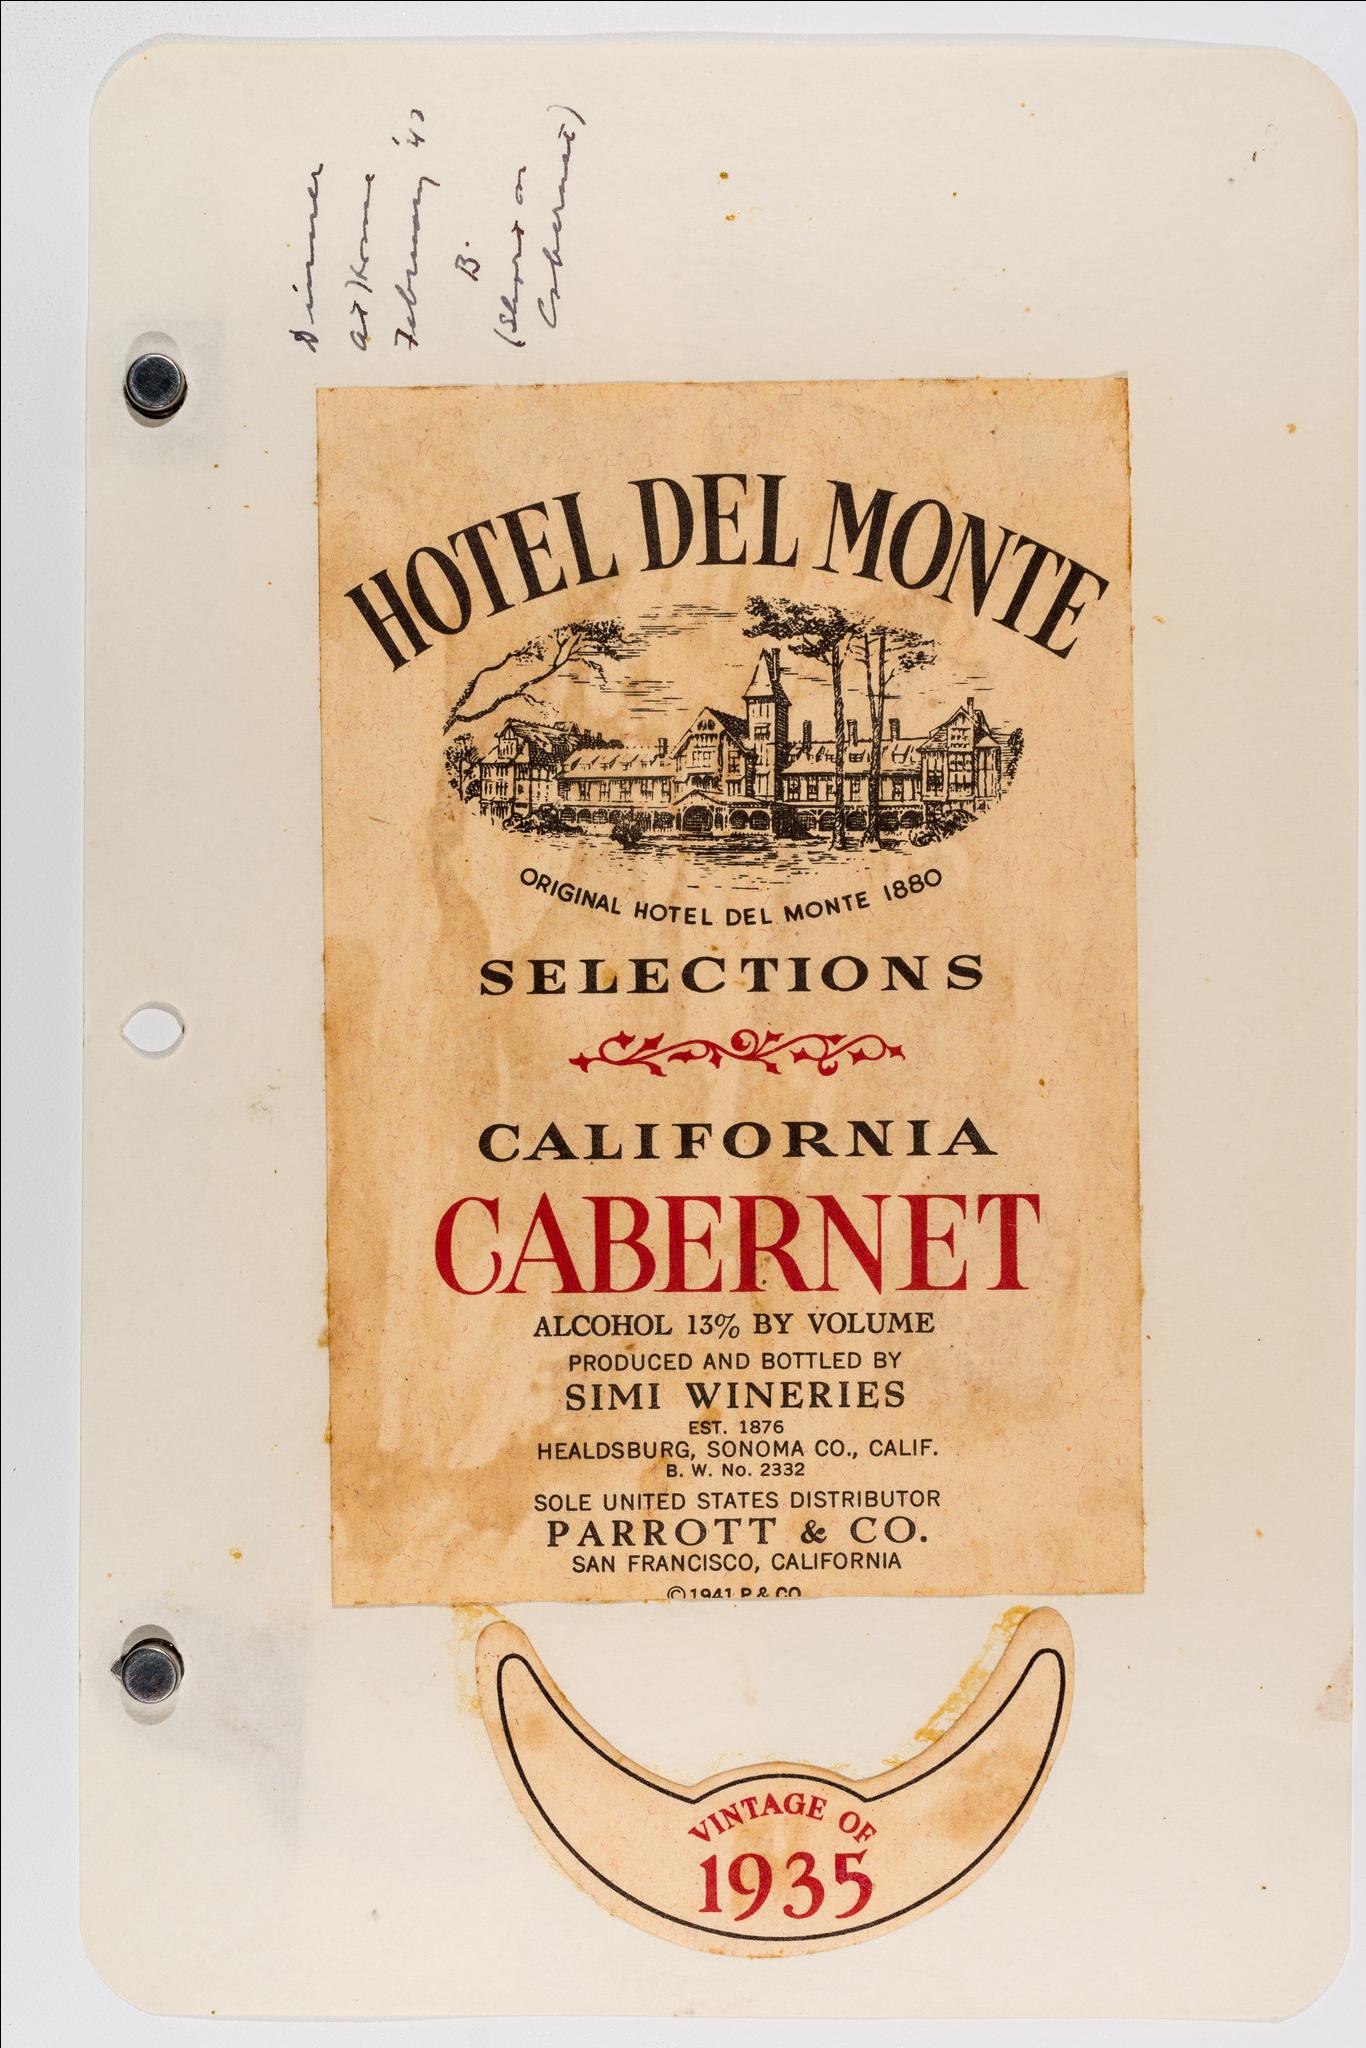 Dinner
at Home
February '42
B.
(Short on
Cabernet)
HOTEL DEL MONTE
ORIGINAL HOTEL DEL MONTE 1880
SELECTIONS
CALIFORNIA
CABERNET
ALCOHOL 13% BY VOLUME
PRODUCED AND BOTTLED BY
SIMI WINERIES
EST. 1876
HEALDSBURG, SONOMA CO., CALIF.
B. W. No. 2332
SOLE UNITED STATES DISTRIBUTOR
PARROTT & CO.
SAN FRANCISCO, CALIFORNIA
© 1941 P. & CO.
VINTAGE OF
1935